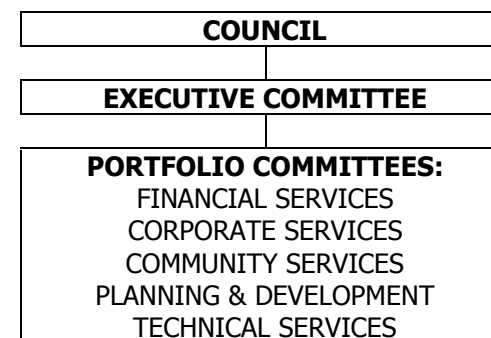 COUNCIL
EXECUTIVE COMMITTEE
PORTFOLIO COMMITTEES:
FINANCIAL SERVICES
CORPORATE SERVICES
COMMUNITY SERVICES
PLANNING & DEVELOPMENT
TECHNICAL SERVICES